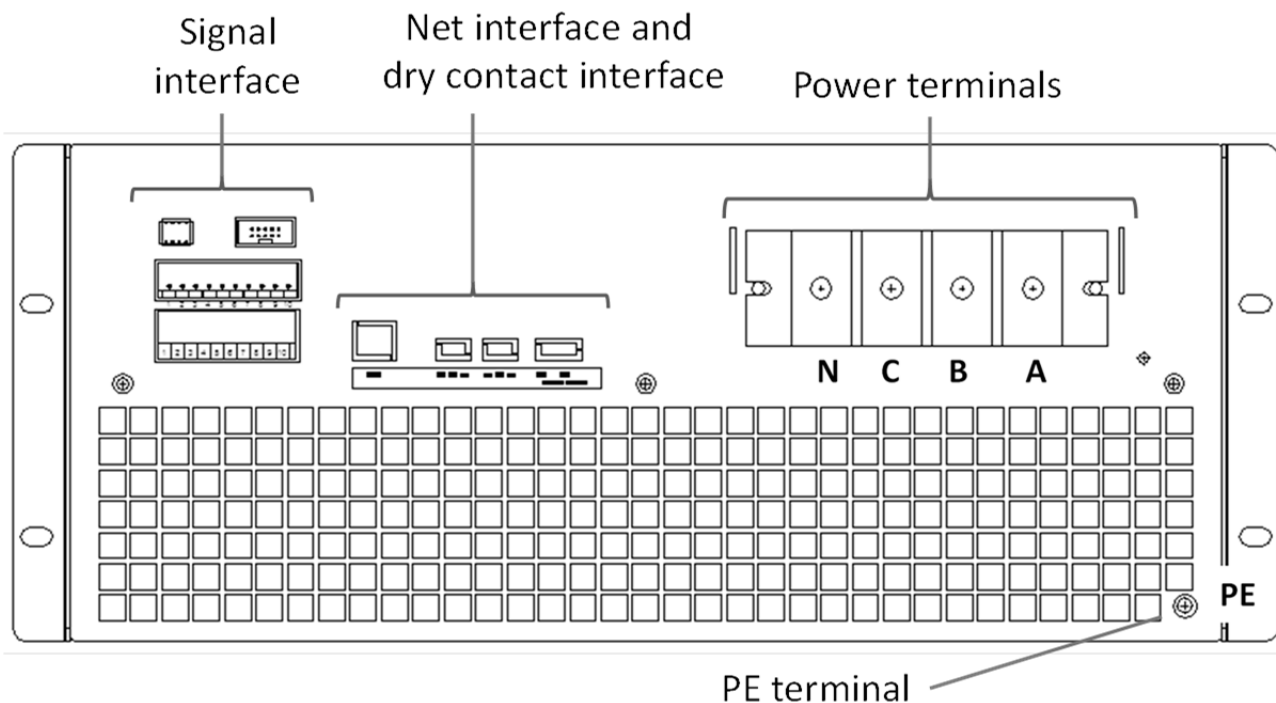 Signal
interface
Net interface and
dry contact interface
Power terminals
N C B A
PE
PE terminal